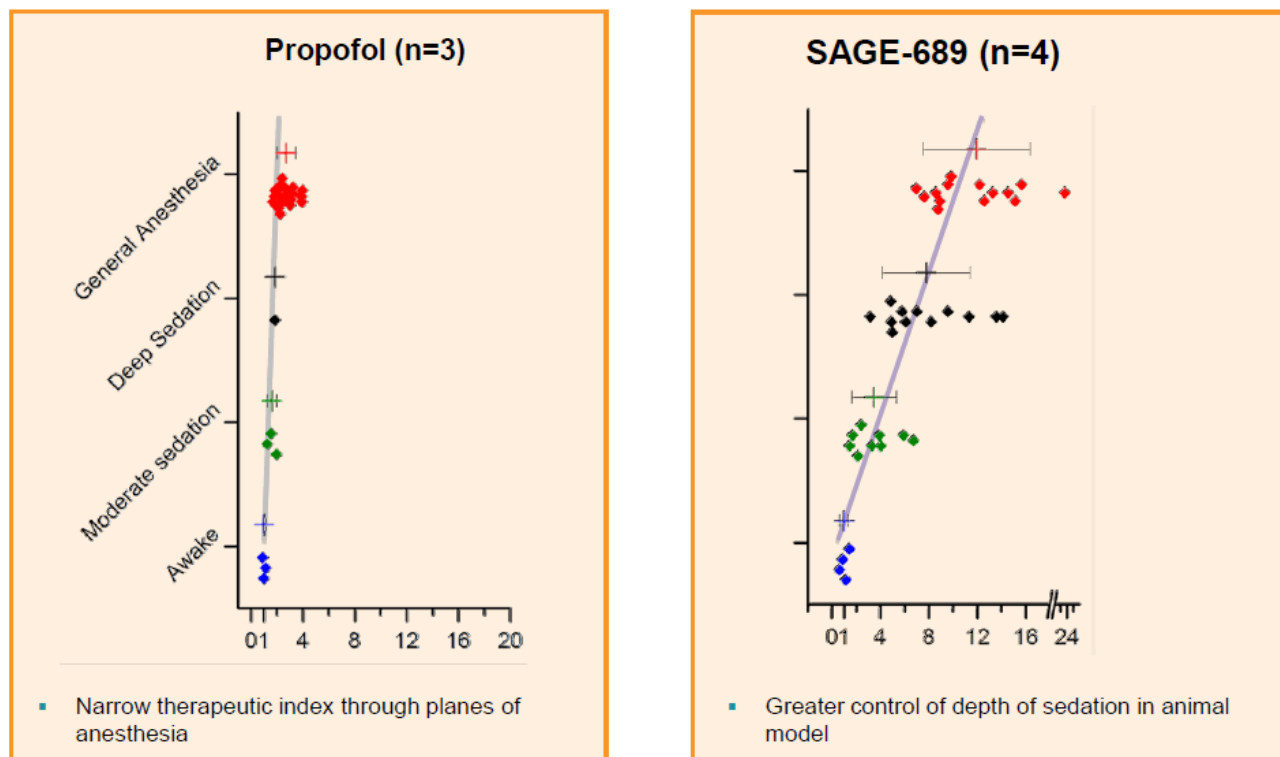 Propofol (n=3)
General Anesthesia
Deep Sedation
Moderate sedation
Awake
01 4 8 12 16 20
▪ Narrow therapeutic index through planes of
anesthesia
SAGE-689 (n=4)
01 4 8 12 16 24
▪ Greater control of depth of sedation in animal
model